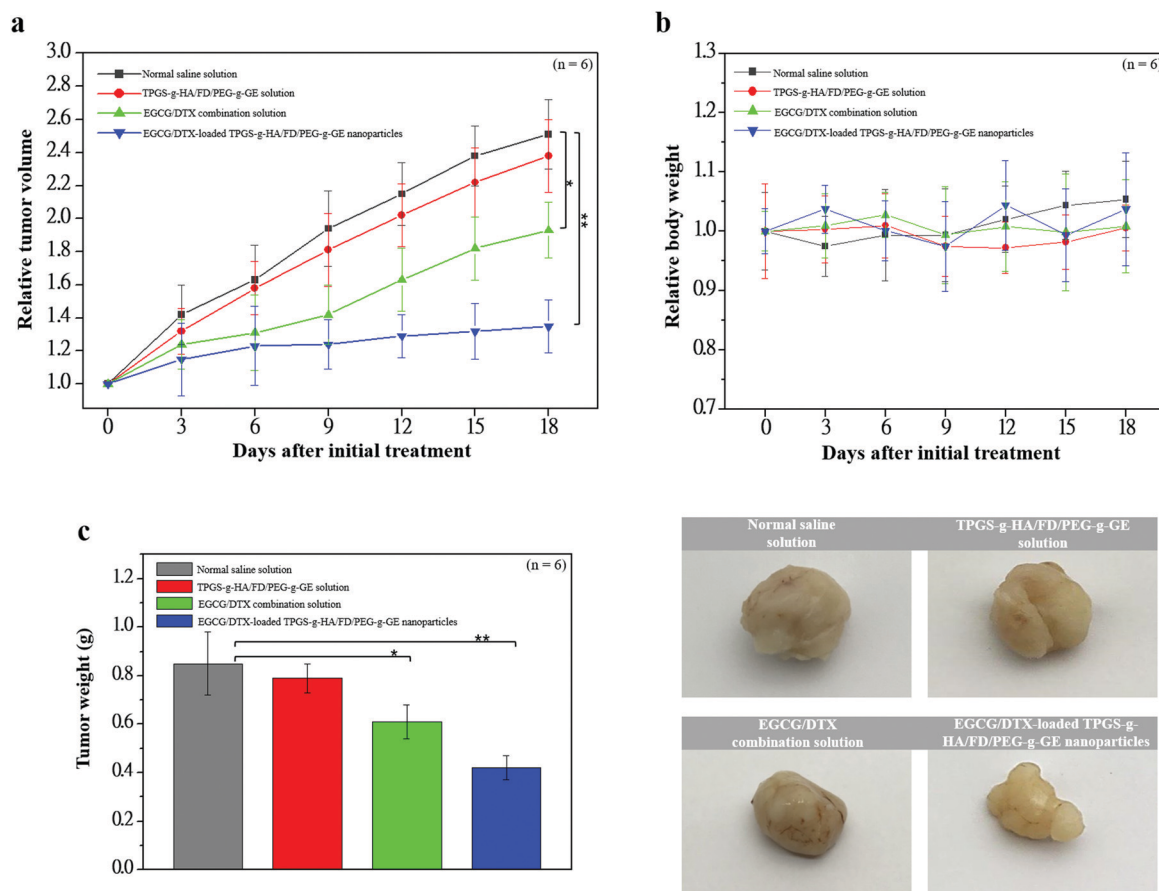 a
Relative tumor volume
3.0
2.8
2.6
2.4
2.2
2.0
1.8
1.6
1.4
1.2
1.0
(n = 6)
Normal saline solution
TPGS-g-HA/FD/PEG-g-GE solution
EGCG/DTX combination solution
EGCG/DTX-loaded TPGS-g-HA/FD/PEG-g-GE nanoparticles
*
**
0 3 6 9 12 15 18
Days after initial treatment
b
Relative body weight
1.3
1.2
1.1
1.0
0.9
0.8
0.7
(n = 6)
Normal saline solution
TPGS-g-HA/FD/PEG-g-GE solution
EGCG/DTX combination solution
EGCG/DTX-loaded TPGS-g-HA/FD/PEG-g-GE nanoparticles
0 3 6 9 12 15 18
Days after initial treatment
c
Tumor weight (g)
1.2
1.0
0.8
0.6
0.4
0.2
0.0
(n = 6)
Normal saline solution
TPGS-g-HA/FD/PEG-g-GE solution
EGCG/DTX combination solution
EGCG/DTX-loaded TPGS-g-HA/FD/PEG-g-GE nanoparticles
**
*
Normal saline
solution
TPGS-g-HA/FD/PEG-g-GE
solution
EGCG/DTX
combination solution
EGCG/DTX-loaded TPGS-g-
HA/FD/PEG-g-GE nanoparticles